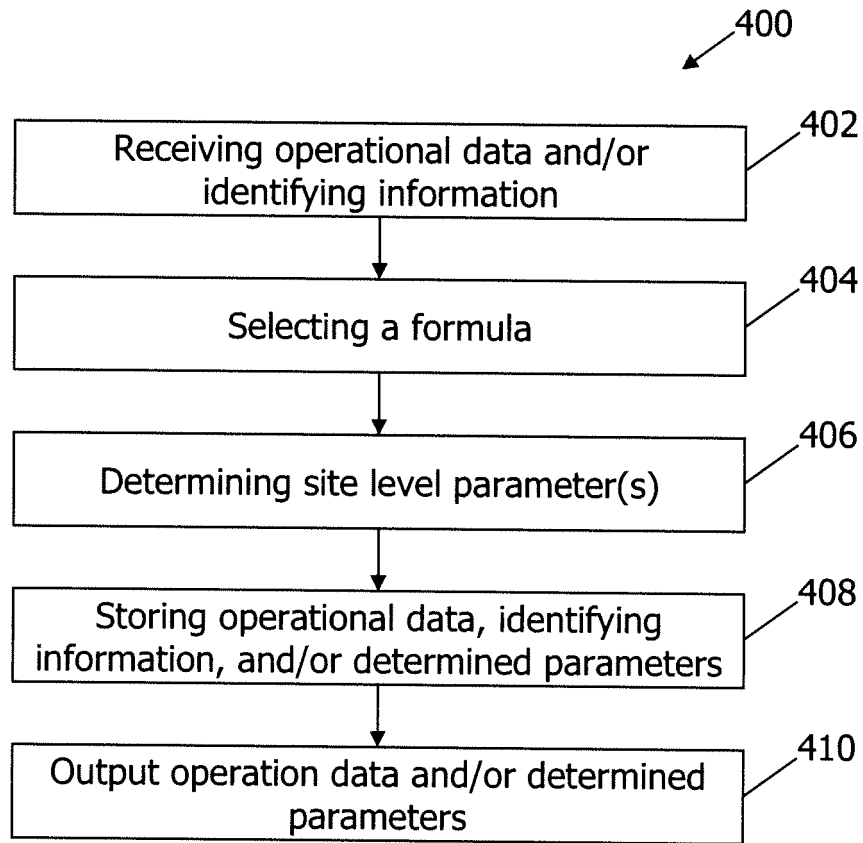 400
Receiving operational data and/or
identifying information
402
Selecting a formula
404
Determining site level parameter(s)
406
Storing operational data, identifying
information, and/or determined parameters
408
Output operation data and/or determined
parameters
410